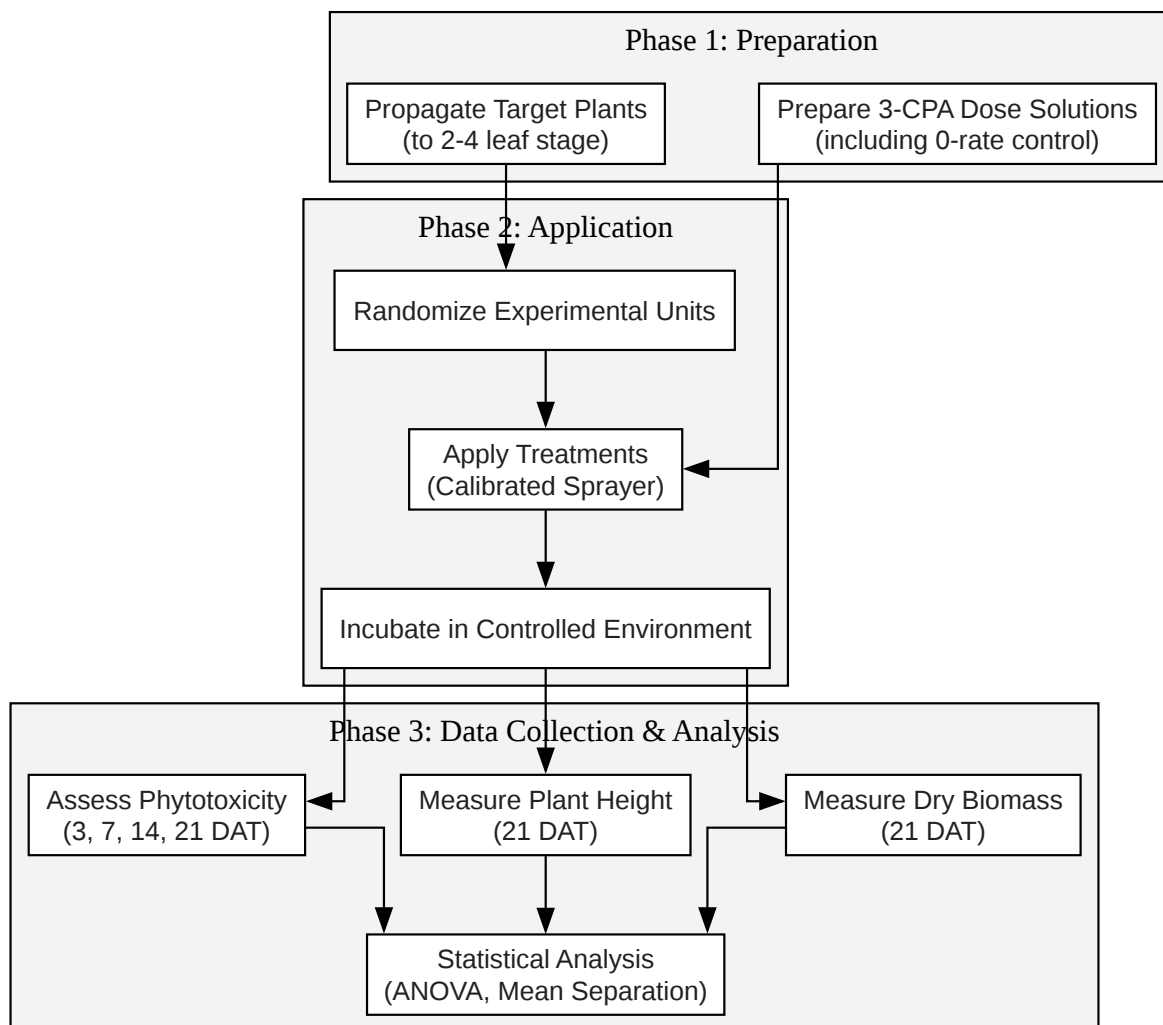 Phase 1: Preparation
Propagate Target Plants
(to 2-4 leaf stage)
Prepare 3-CPA Dose Solutions
(including 0-rate control)
Phase 2: Application
Randomize Experimental Units
Apply Treatments
(Calibrated Sprayer)
Incubate in Controlled Environment
Phase 3: Data Collection & Analysis
Assess Phytotoxicity
(3, 7, 14, 21 DAT)
Measure Plant Height
(21 DAT)
Measure Dry Biomass
(21 DAT)
Statistical Analysis
(ANOVA, Mean Separation)